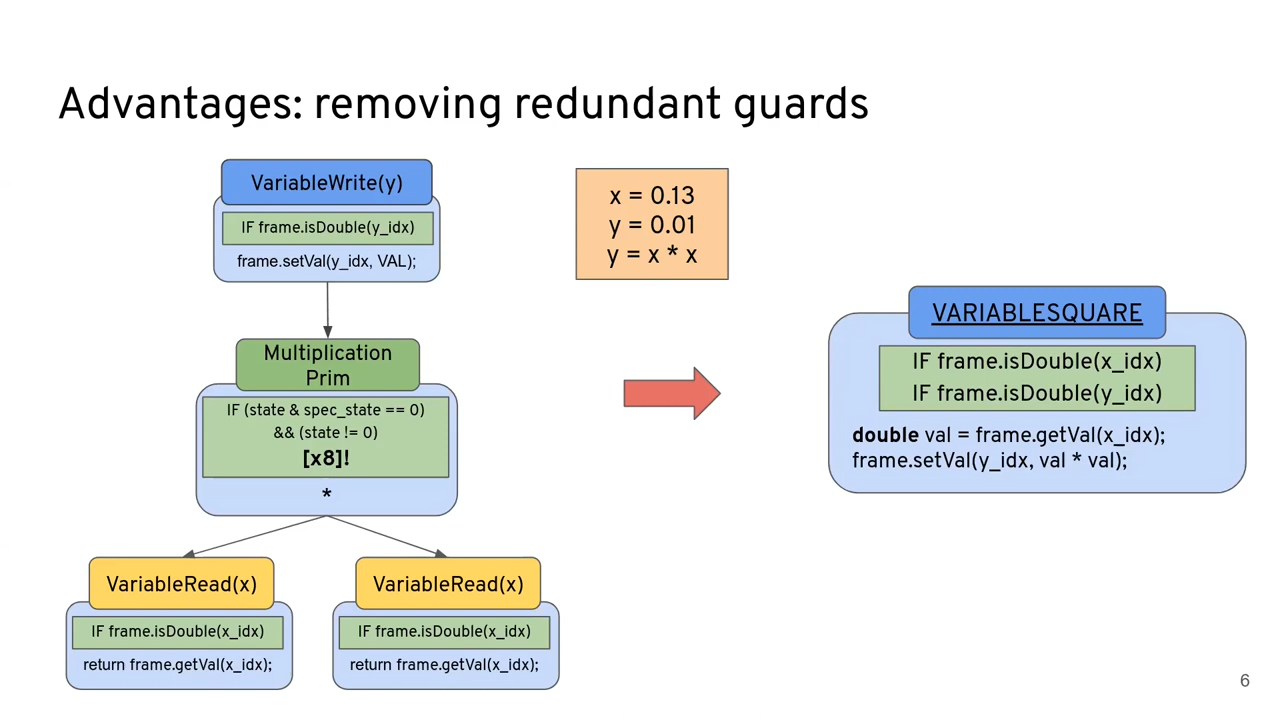 Advantages: removing redundant guards
VariableWrite(y)
IF frame.isDouble(y_idx)
frame.setVal(y_idx, VAL);
Multiplication
Prim
IF (state & spec_state == 0)
&& (state != 0)
[x8]!
*
VariableRead(x)
IF frame.isDouble(x_idx)
return frame.getVal(x_idx);
VariableRead(x)
IF frame.isDouble(x_idx)
return frame.getVal(x_idx);
x = 0.13
y = 0.01
y = x * x
VARIABLESQUARE
IF frame.isDouble(x_idx)
IF frame.isDouble(y_idx)
double val = frame.getVal(x_idx);
frame.setVal(y_idx, val * val);
6